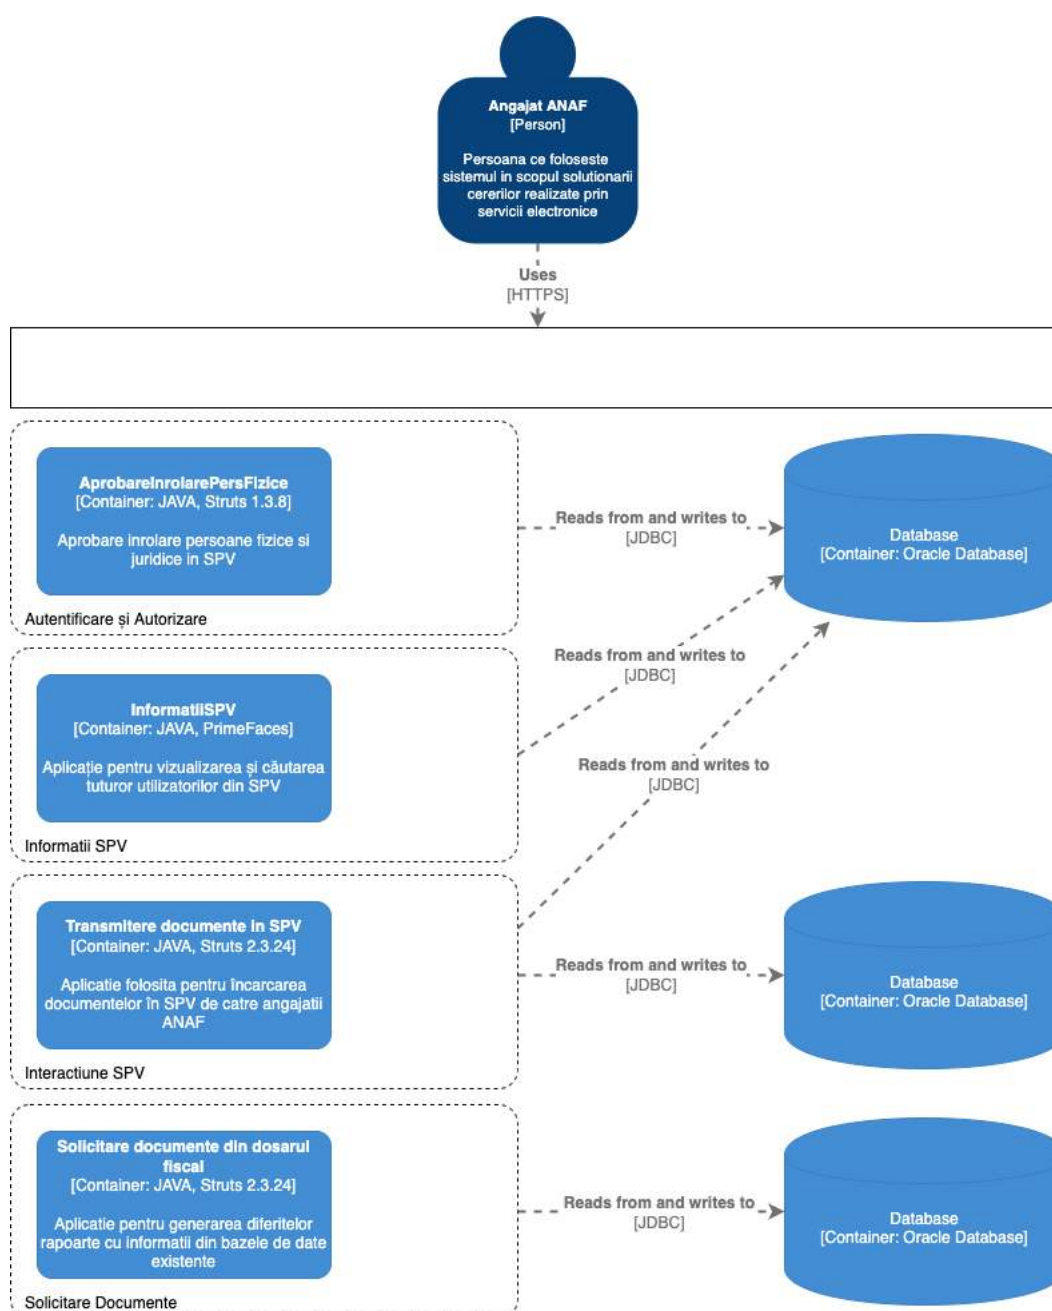 Angajat ANAF
[Person]
Persoana ce foloseste
sistemul in scopul solutionarii
cererilor realizate prin
servicii electronice
Uses
[HTTPS]
AprobareInrolarePersFizice
[Container: JAVA, Struts 1.3.8]
Aprobare inrolare persoane fizice si
juridice in SPV
Autentificare și Autorizare
Reads from and writes to
[JDBC]
Database
[Container: Oracle Database]
InformatiiSPV
[Container: JAVA, PrimeFaces]
Aplicație pentru vizualizarea și căutarea
tuturor utilizatorilor din SPV
Informatii SPV
Reads from and writes to
[JDBC]
Reads from and writes to
[JDBC]
Transmitere documente in SPV
[Container: JAVA, Struts 2.3.24]
Aplicatie folosita pentru încarcarea
documentelor în SPV de catre angajatii
ANAF
Interactiune SPV
Reads from and writes to
[JDBC]
Database
[Container: Oracle Database]
Solicitare documente din dosarul
fiscal
[Container: JAVA, Struts 2.3.24]
Aplicatie pentru generarea diferitelor
rapoarte cu informatii din bazele de date
existente
Solicitare Documente
Reads from and writes to
[JDBC]
Database
[Container: Oracle Database]